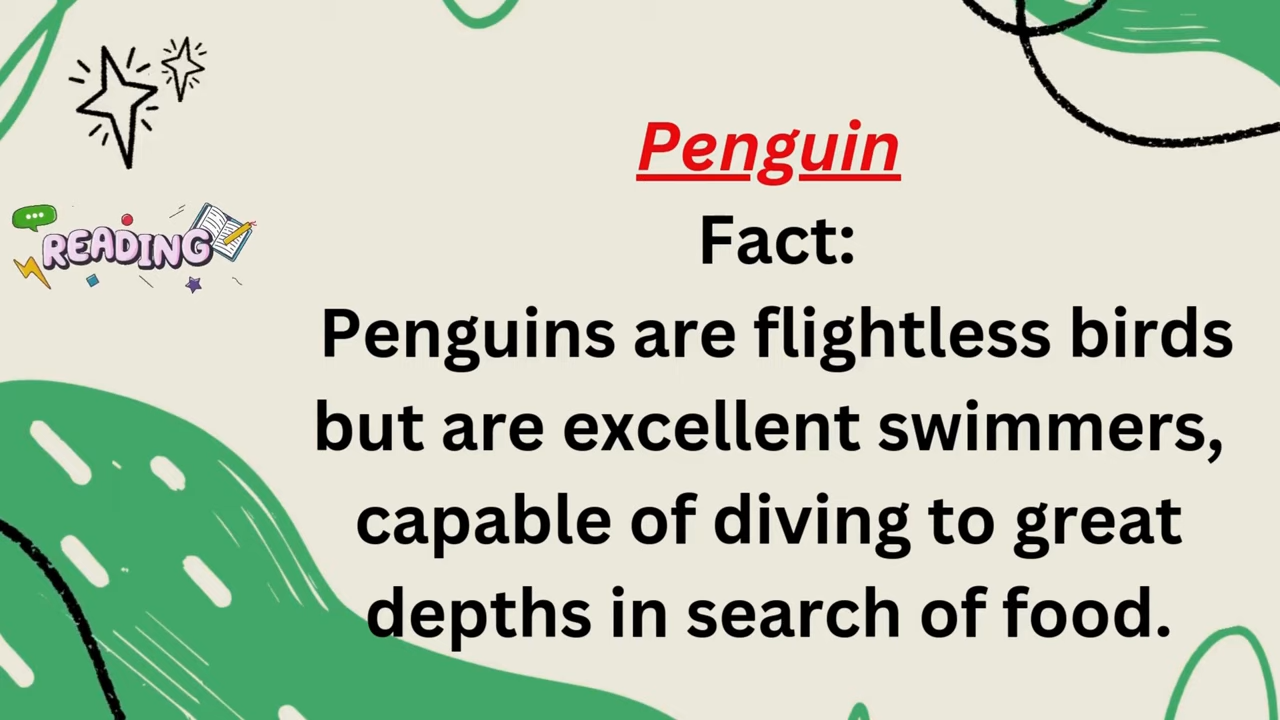 READING
Penguin
Fact:
Penguins are flightless birds
but are excellent swimmers,
capable of diving to great
depths in search of food.